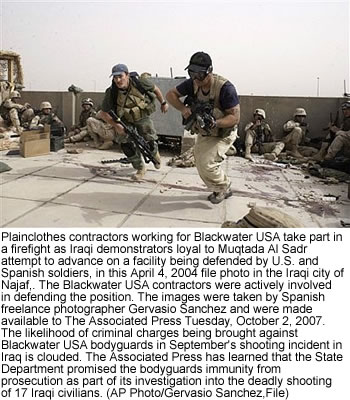 Plainclothes contractors working for Blackwater USA take part in
a firefight as Iraqi demonstrators loyal to Muqtada Al Sadr
attempt to advance on a facility being defended by U.S. and
Spanish soldiers, in this April 4, 2004 file photo in the Iraqi city of
Najaf,. The Blackwater USA contractors were actively involved
in defending the position. The images were taken by Spanish
freelance photographer Gervasio Sanchez and were made
available to The Associated Press Tuesday, October 2, 2007.
The likelihood of criminal charges being brought against
Blackwater USA bodyguards in September's shooting incident in
Iraq is clouded. The Associated Press has learned that the State
Department promised the bodyguards immunity from
prosecution as part of its investigation into the deadly shooting
of 17 Iraqi civilians. (AP Photo/Gervasio Sanchez,File)